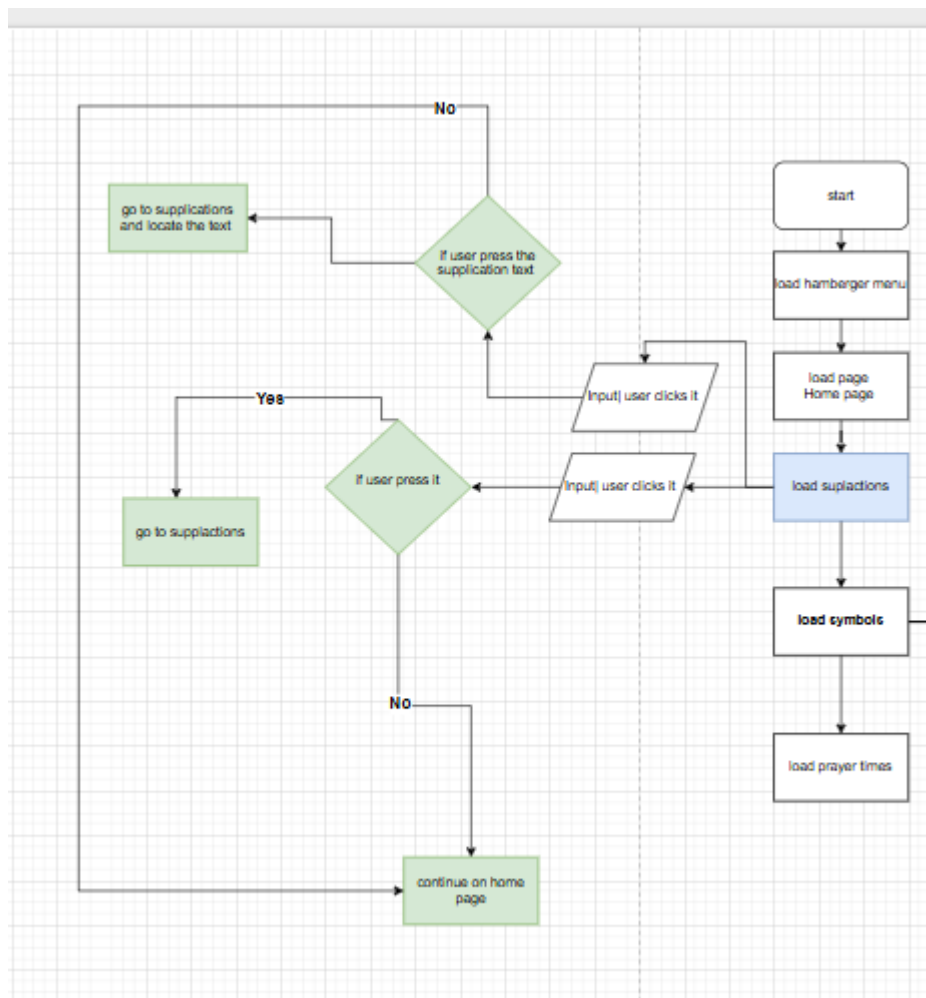 No
start
go to supplications
and locate the text
if user press the
supplication text
load hamberger menu
load page
Home page
Input| user clicks it
Yes
if user press it
Input| user clicks it
load suplactions
go to supplactions
load symbols
No
load prayer times
continue on home
page